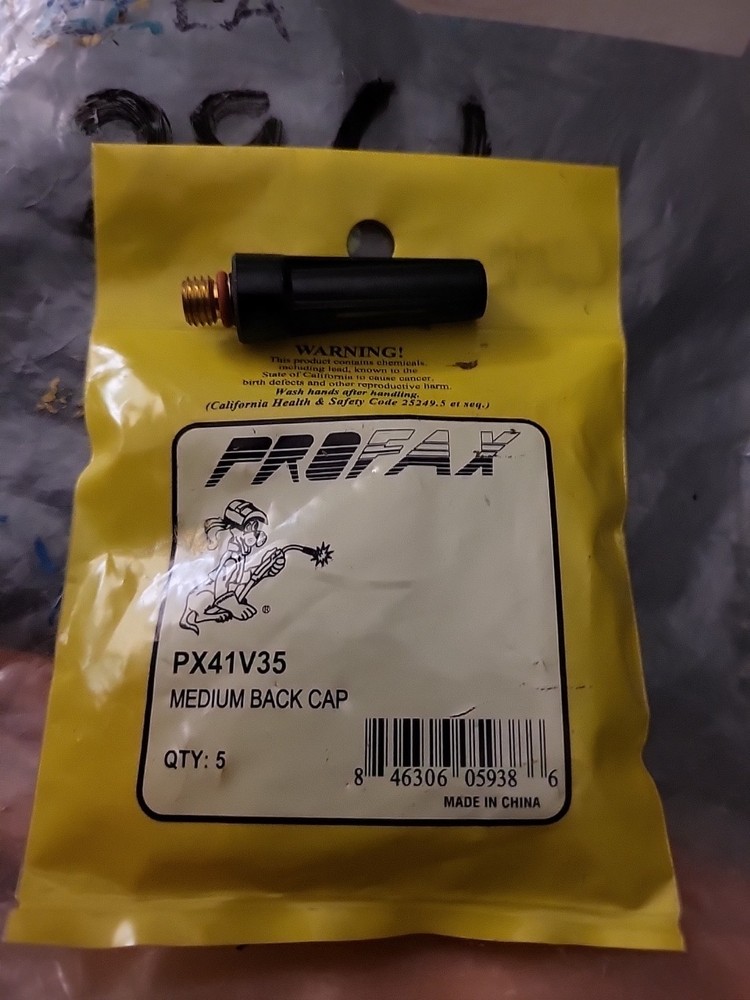 WARNING!
This product contains chemicals,
including lead, known to the
State of California to cause cancer,
birth defects and other reproductive harm.
Wash hands after handling.
(California Health & Safety Code 25249.5 et seq.)
PROFAX
®
PX41V35
MEDIUM BACK CAP
QTY: 5
8 46306 05938 6
MADE IN CHINA